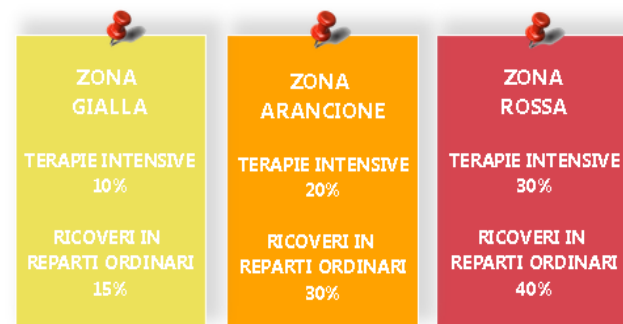 ZONA
GIALLA
TERAPIE INTENSIVE
10%
RICOVERI IN
REPARTI ORDINARI
15%
ZONA
ARANCIONE
TERAPIE INTENSIVE
20%
RICOVERI IN
REPARTI ORDINARI
30%
ZONA
ROSSA
TERAPIE INTENSIVE
30%
RICOVERI IN
REPARTI ORDINARI
40%